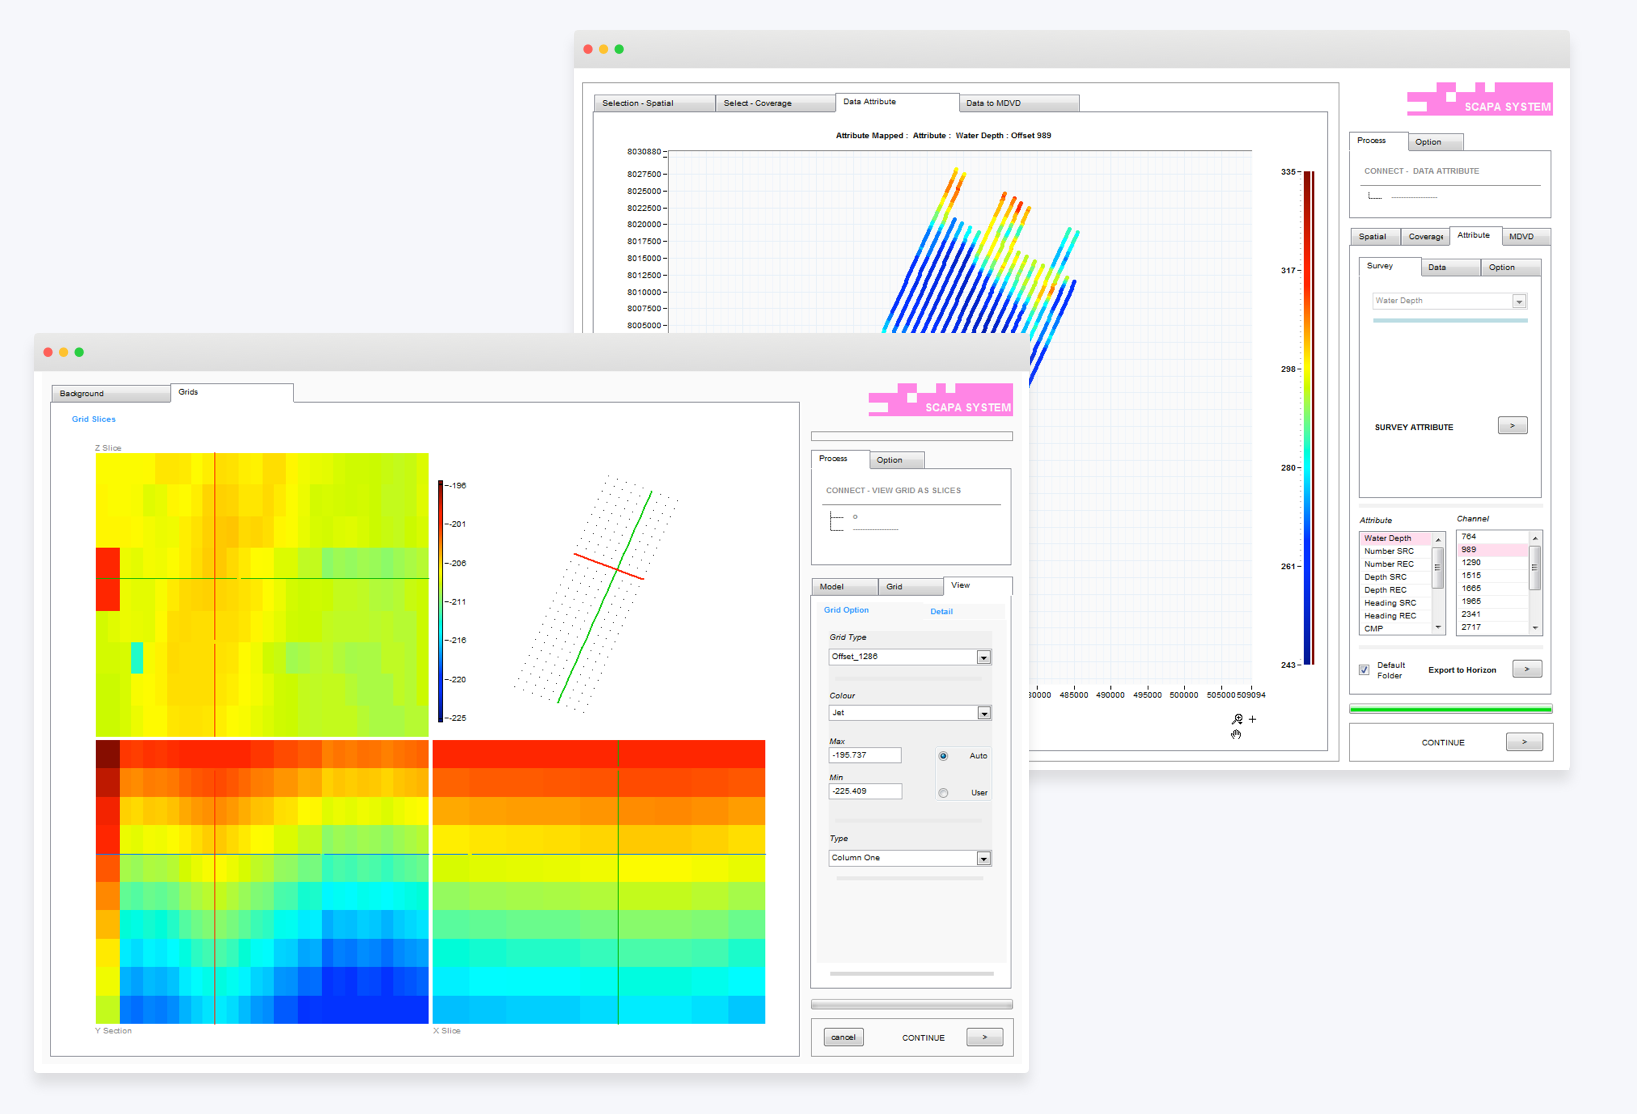 Selection - Spatial
Select - Coverage
Data Attribute
Data to MDVD
Attribute Mapped :  Attribute :  Water Depth : Offset 989
8030880
8027500
8025000
8022500
8020000
8017500
8015000
8012500
8010000
8007500
8005000
335
317
298
280
261
243
485000
490000
495000
500000
505000
509094
SCAPA SYSTEM
Process
Option
CONNECT -  DATA ATTRIBUTE
Spatial
Coverage
Attribute
MDVD
Survey
Data
Option
Water Depth
SURVEY ATTRIBUTE
>
Attribute
Channel
Water Depth
Number SRC
Number REC
Depth SRC
Depth REC
Heading SRC
Heading REC
CMP
764
989
1290
1515
1665
1965
2341
2717
Default
Folder
Export to Horizon
>
CONTINUE
>
Background
Grids
Grid Slices
Z Slice
-196
-201
-206
-211
-216
-220
-225
Y Section
X Slice
SCAPA SYSTEM
Process
Option
CONNECT - VIEW GRID AS SLICES
Model
Grid
View
Grid Option
Detail
Grid Type
Offset_1286
Colour
Jet
Max
-195.737
Auto
Min
-225.409
User
Type
Column One
cancel
CONTINUE
>